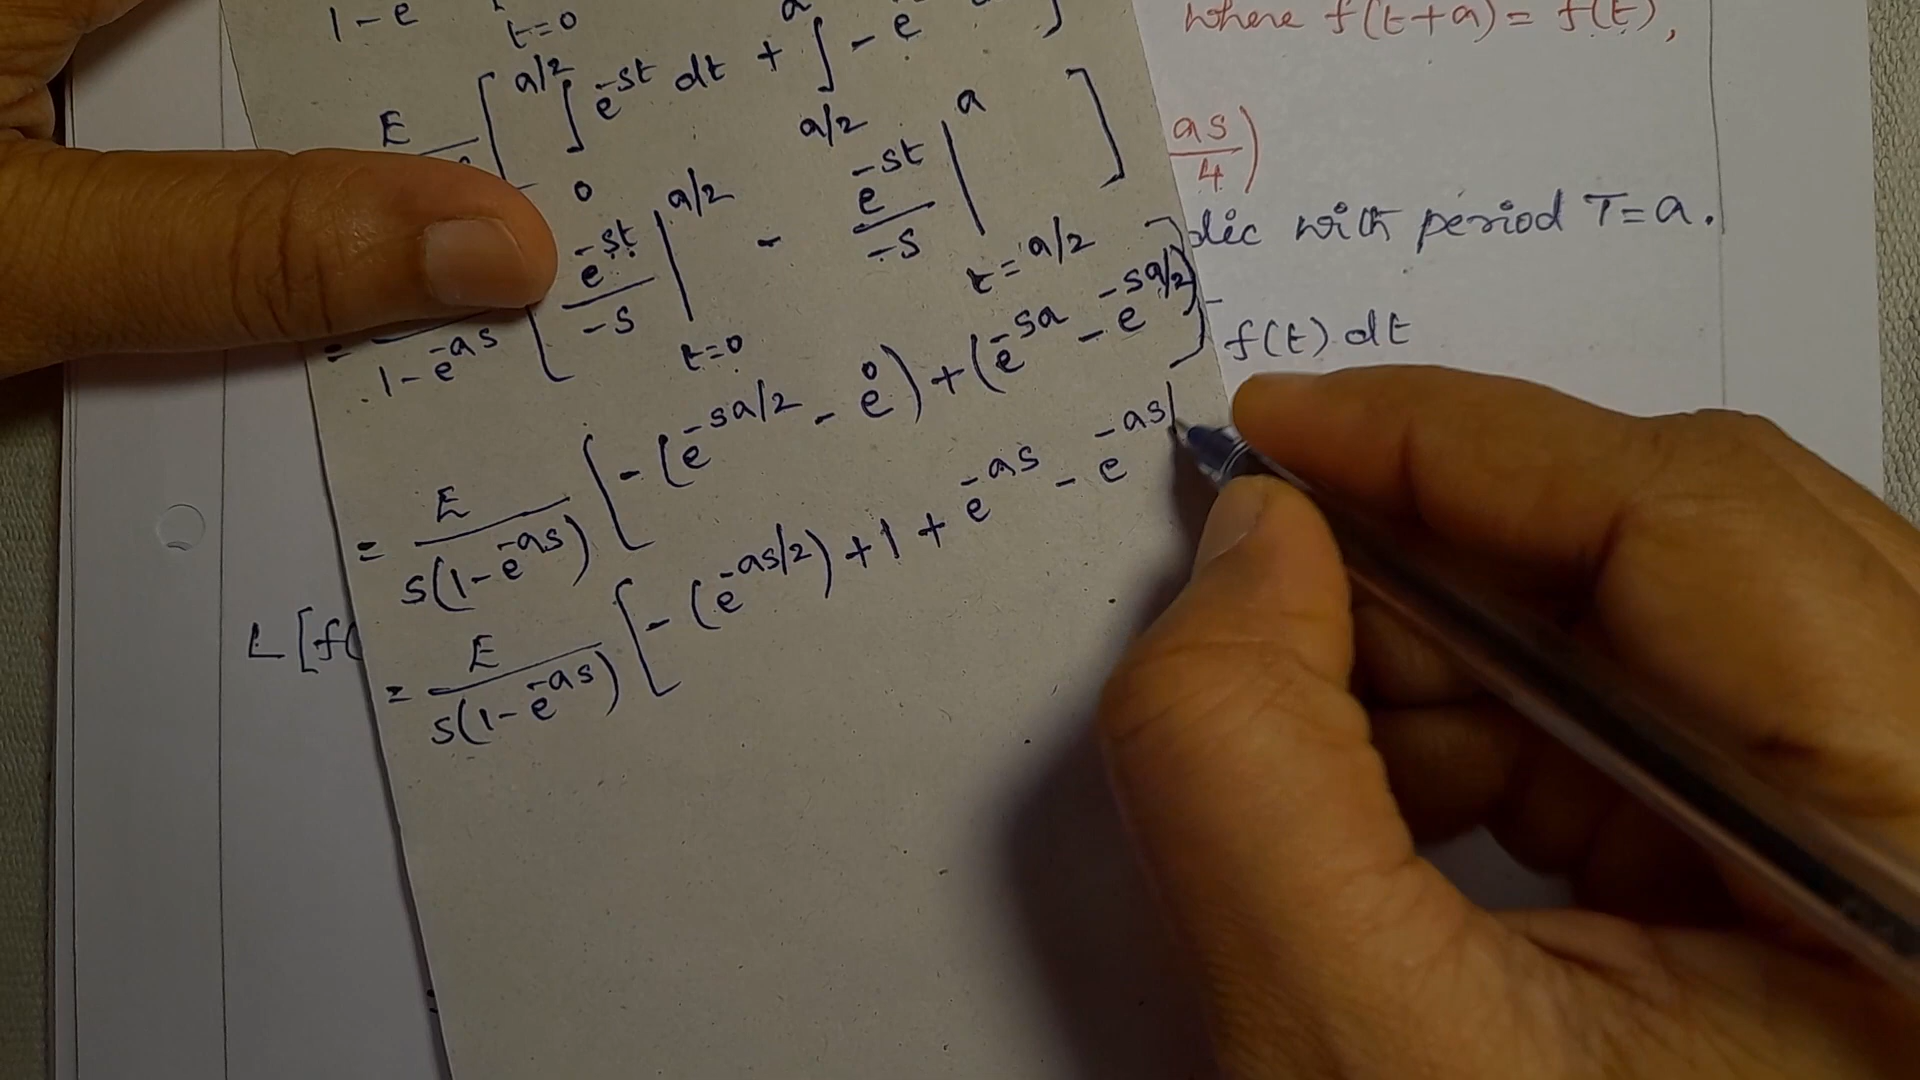 where f(t+a) = f(t),
1-e t=0 a
E [ a/2 ∫ 0 e^-st dt + ∫ a/2 - e
as/4)
dic with period T=a.
= 1-e^-as [ e^-st/-s | t=0 a/2 - e^-st/-s | t=a/2 a ]
f(t) dt
= E/s(1-e^-as) [ -(e^-sa/2 - e^0) + (e^-sa - e^-sa/2) ]
= E/s(1-e^-as) [ -(e^-as/2) + 1 + e^-as - e^-as/
L[f(